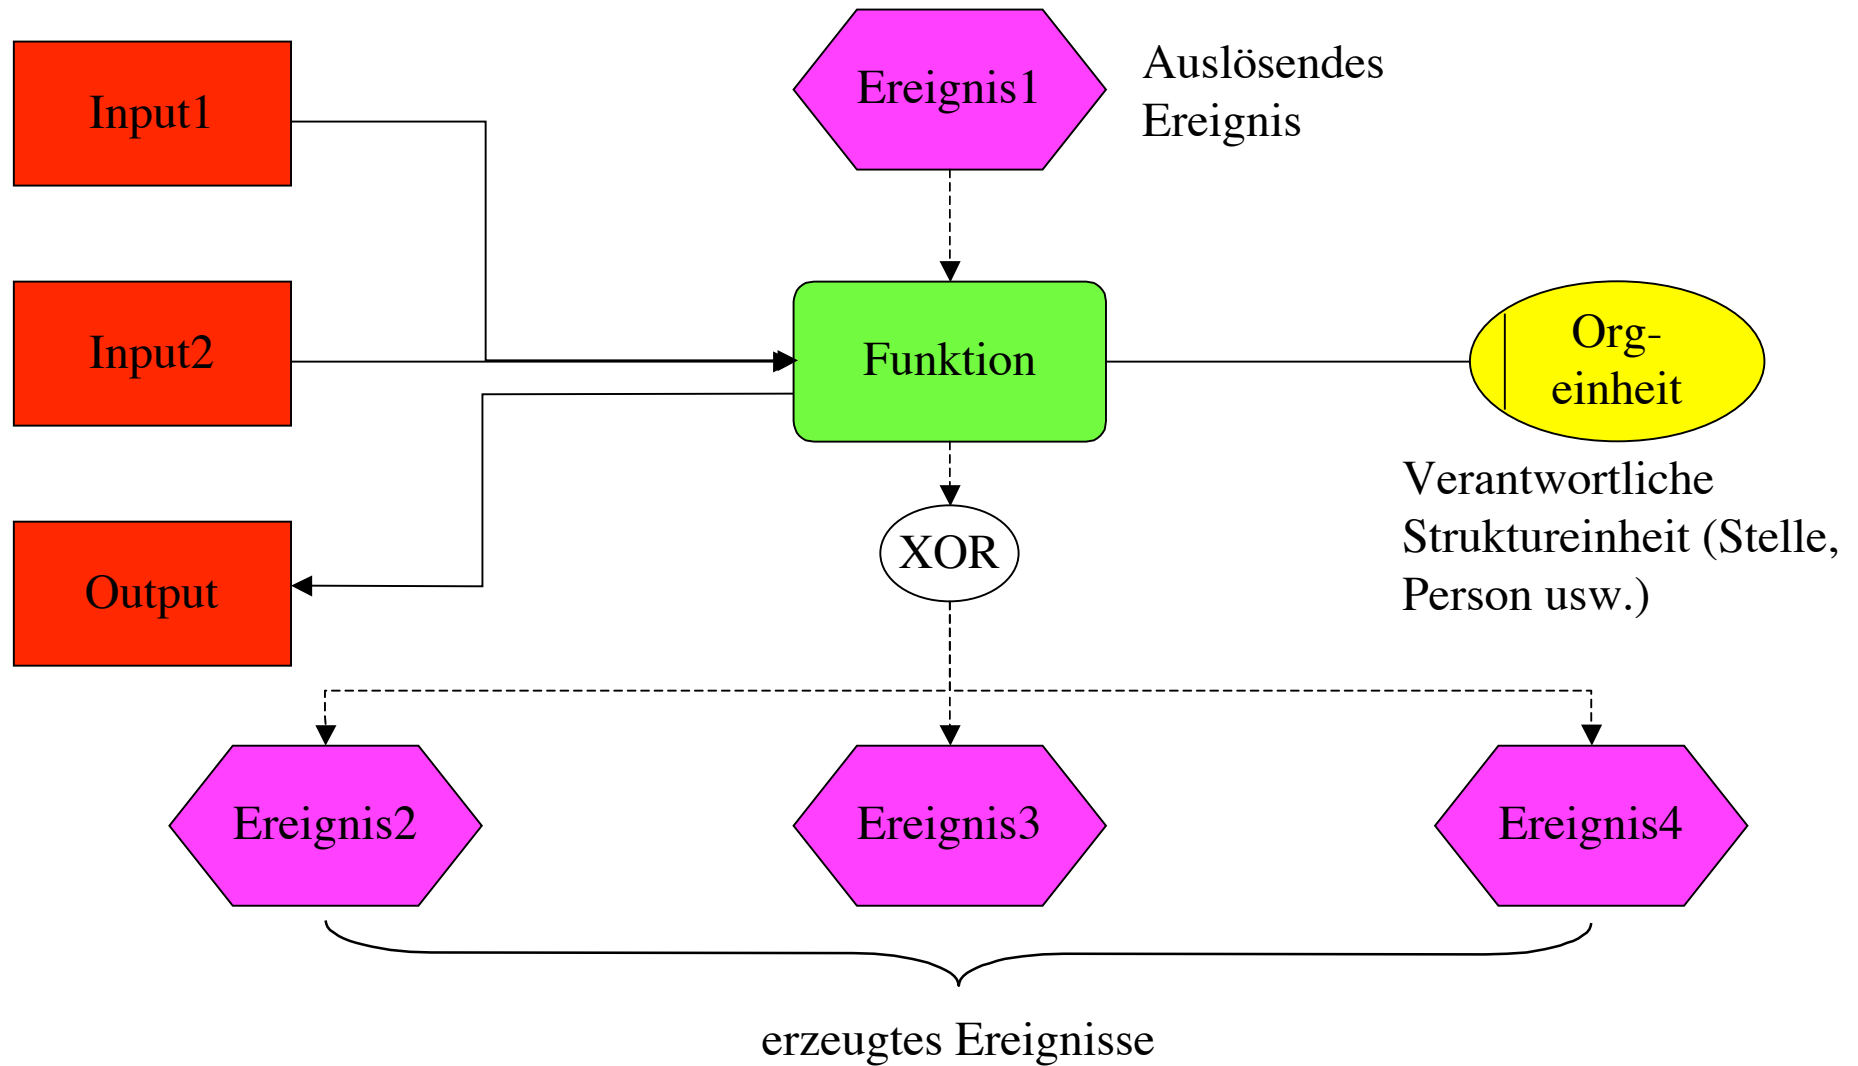 Input1
Ereignis1
Auslösendes
Ereignis
Input2
Funktion
Org-
einheit
Output
XOR
Verantwortliche
Struktureinheit (Stelle,
Person usw.)
Ereignis2
Ereignis3
Ereignis4
erzeugtes Ereignisse